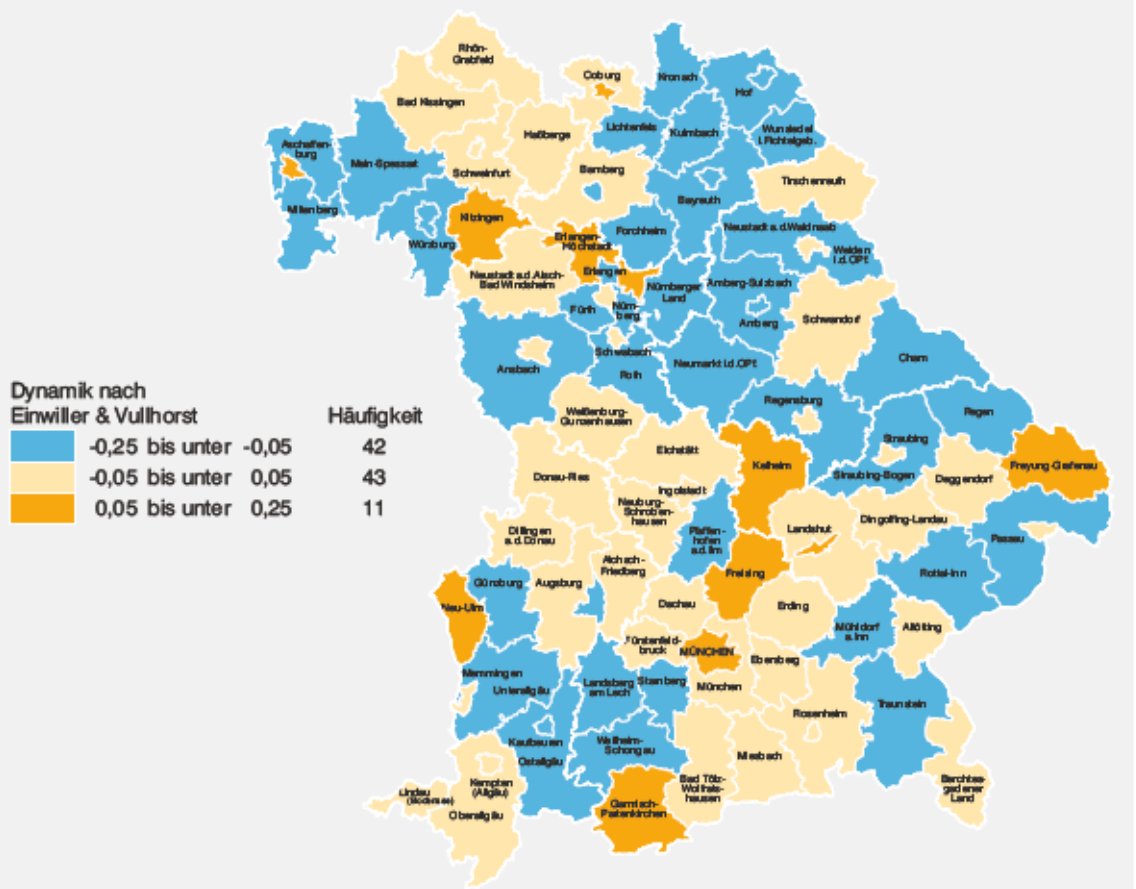 Rhön-
Grabfeld
Coburg
Kronach
Hof
Bad Kissingen
Lichtenfels
Kulmbach
Wunsiedel
i.Fichtelgeb.
Haßberge
Aschaffen-
burg
Main-Spessart
Schweinfurt
Bamberg
Tirschenreuth
Bayreuth
Miltenberg
Kitzingen
Würzburg
Erlangen-
Höchstadt
Forchheim
Neustadt a.d.Waldnaab
Weiden
i.d.OPf.
Neustadt a.d.Aisch-
Bad Windsheim
Erlangen
Nürnberger
Land
Amberg-Sulzbach
Fürth
Nürn-
berg
Amberg
Schwandorf
Ansbach
Schwabach
Roth
Neumarkt i.d.OPf.
Cham
Dynamik nach
Einwiller & Vullhorst
Häufigkeit
-0,25 bis unter -0,05 42
-0,05 bis unter 0,05 43
0,05 bis unter 0,25 11
Weißenburg-
Gunzenhausen
Regensburg
Regen
Straubing
Eichstätt
Kelheim
Straubing-Bogen
Deggendorf
Freyung-Grafenau
Donau-Ries
Ingolstadt
Neuburg-
Schroben-
hausen
Dillingen
a.d.Donau
Pfaffen-
hofen
a.d.Ilm
Landshut
Dingolfing-Landau
Passau
Aichach-
Friedberg
Freising
Rottal-Inn
Günzburg
Augsburg
Neu-Ulm
Dachau
Erding
Mühldorf
a.Inn
Altötting
Fürstenfeld-
bruck
MÜNCHEN
Ebersberg
Memmingen
Unterallgäu
Landsberg
am Lech
Starnberg
München
Traunstein
Rosenheim
Kaufbeuren
Ostallgäu
Weilheim-
Schongau
Miesbach
Bad Tölz-
Wolfrats-
hausen
Berchtes-
gadener
Land
Lindau
(Bodensee)
Kempten
(Allgäu)
Oberallgäu
Garmisch-
Partenkirchen